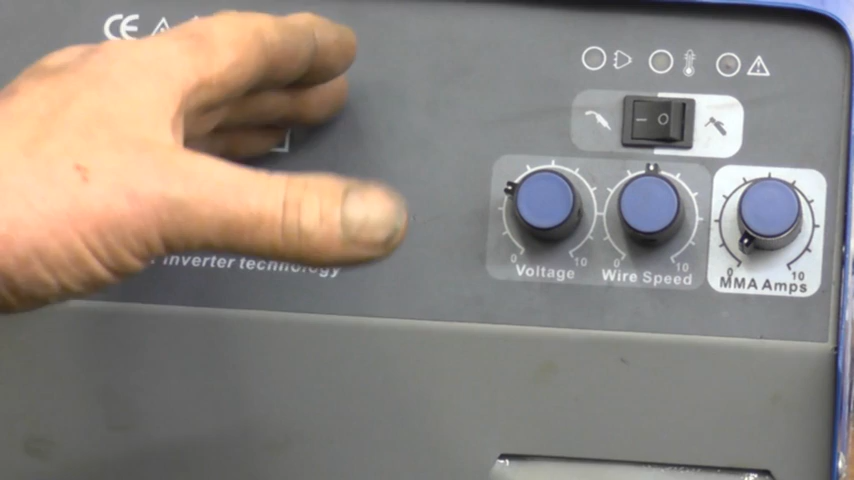 CE
inverter technology
Voltage
Wire Speed
MMA Amps
0 10
0 10
0 10